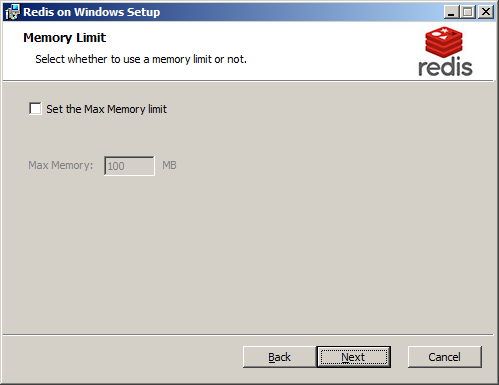 Redis on Windows Setup
Memory Limit
Select whether to use a memory limit or not.
redis
Set the Max Memory limit
Max Memory: 100 MB
Back Next Cancel